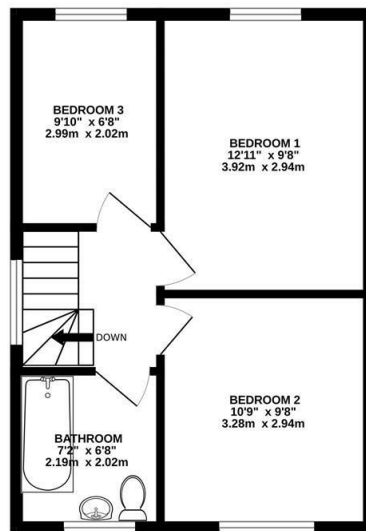 BEDROOM 3
9'10" x 6'8"
2.99m x 2.02m
BEDROOM 1
12'11" x 9'8"
3.92m x 2.94m
DOWN
BEDROOM 2
10'9" x 9'8"
3.28m x 2.94m
BATHROOM
7'2" x 6'8"
2.19m x 2.02m